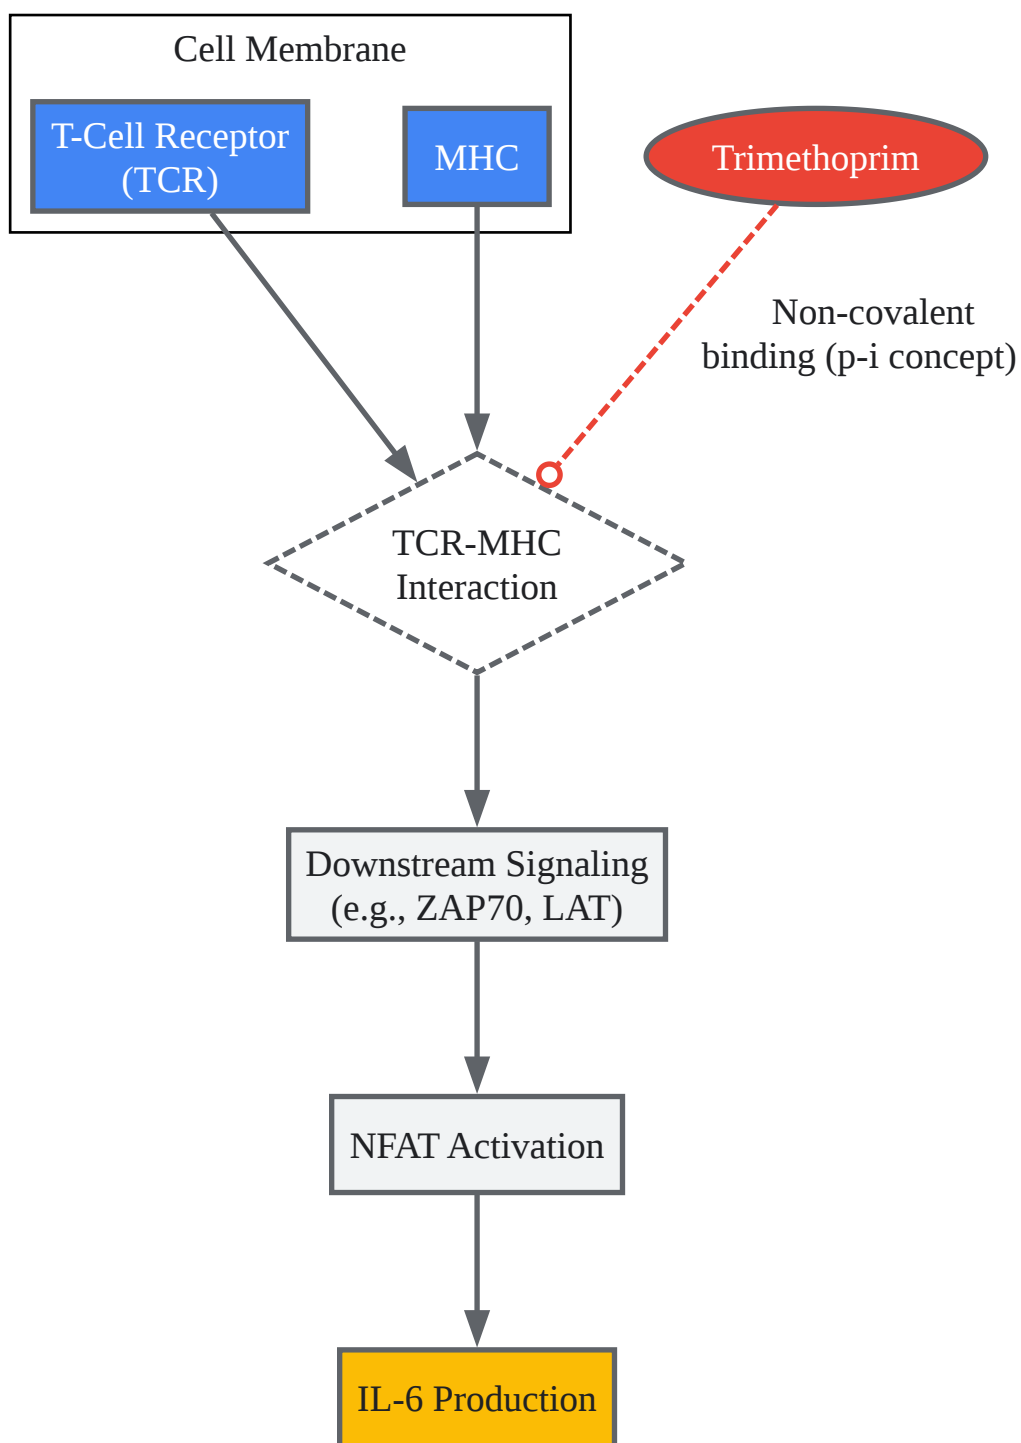 Cell Membrane
T-Cell Receptor
(TCR)
MHC
Trimethoprim
Non-covalent
binding (p-i concept)
TCR-MHC
Interaction
Downstream Signaling
(e.g., ZAP70, LAT)
NFAT Activation
IL-6 Production